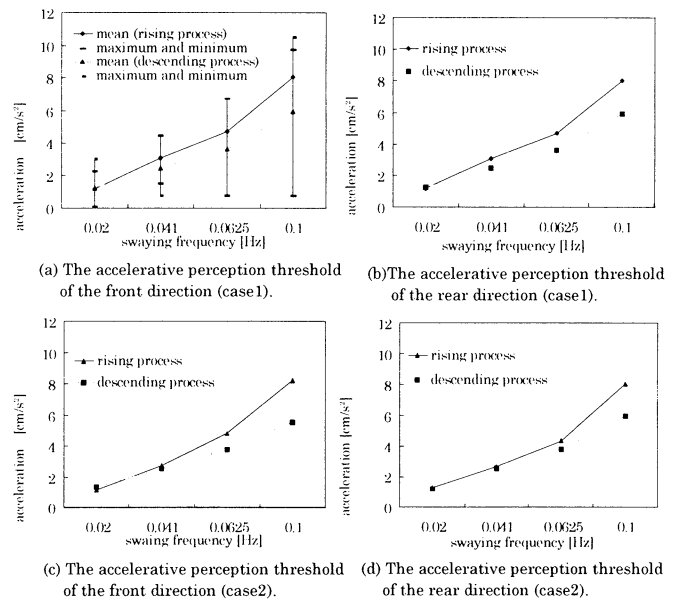 12
10
8
6
4
2
0
acceleration [cm/s²]
mean (rising process)
maximum and minimum
mean (descending process)
maximum and minimum
0.02 0.041 0.0625 0.1
swaying frequency [Hz]
(a) The accelerative perception threshold
of the front direction (case1).
12
10
8
6
4
2
0
acceleration [cm/s²]
rising process
descending process
0.02 0.041 0.0625 0.1
swaying frequency [Hz]
(b)The accelerative perception threshold
of the rear direction (case1).
12
10
8
6
4
2
0
acceleration [cm/s²]
rising process
descending process
0.02 0.041 0.0625 0.1
swaing frequency [Hz]
(c) The accelerative perception threshold
of the front direction (case2).
12
10
8
6
4
2
0
acceleration [cm/s²]
rising process
descending process
0.02 0.041 0.0625 0.1
swaying frequency [Hz]
(d) The accelerative perception threshold
of the rear direction (case2).